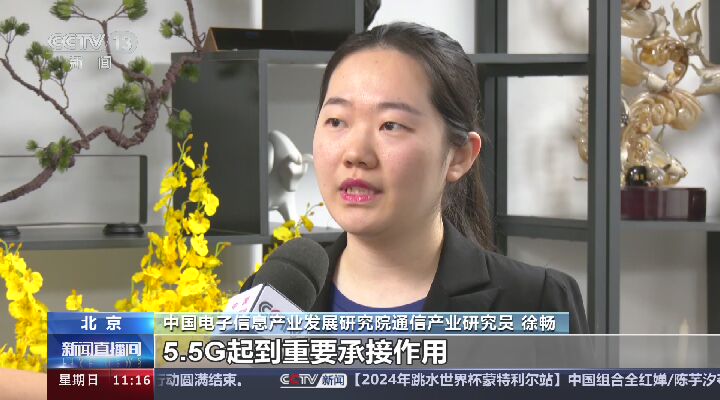 CCTV 13
新闻
北京
中国电子信息产业发展研究院通信产业研究员 徐畅
新闻直播间
5.5G起到重要承接作用
星期日 11:16
行动圆满结束。 CCTV 新闻 【2024年跳水世界杯蒙特利尔站】中国组合全红婵/陈芋汐